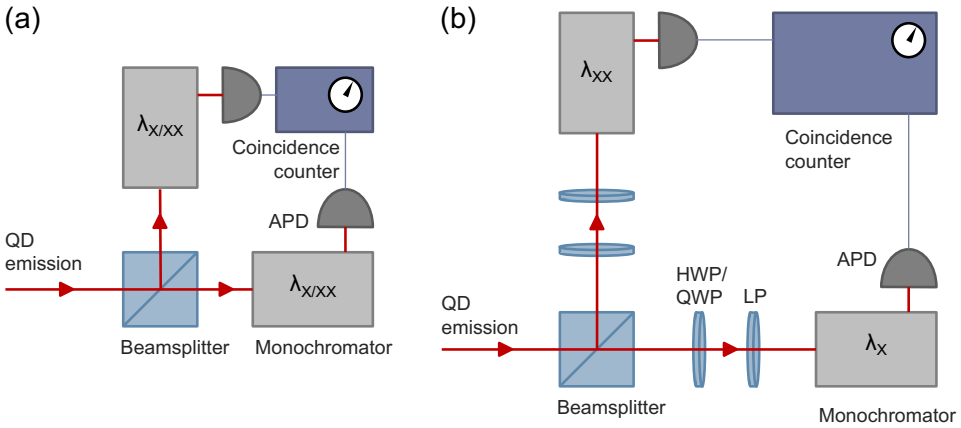 (a)
λX/XX
Coincidence
counter
APD
QD
emission
λX/XX
Beamsplitter
Monochromator
(b)
λXX
Coincidence
counter
APD
HWP/
QWP
LP
QD
emission
λX
Beamsplitter
Monochromator